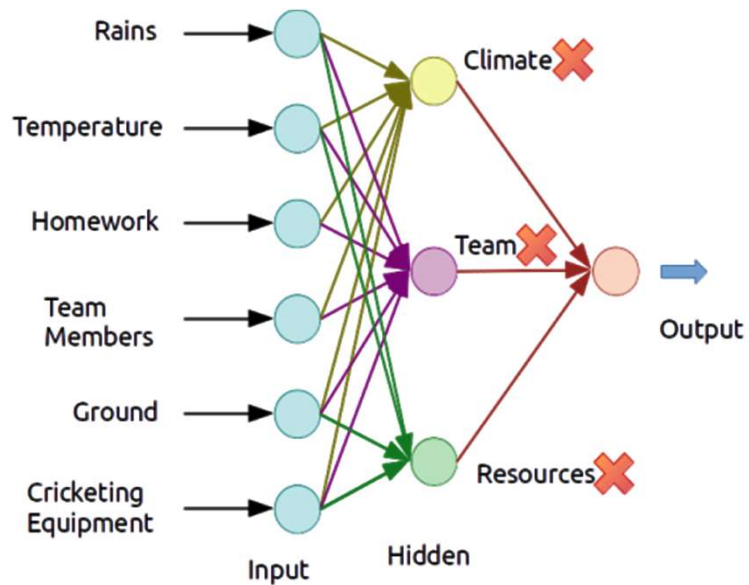 Rains
Temperature
Homework
Team
Members
Ground
Cricketing
Equipment
Input
Climate
Team
Resources
Hidden
Output